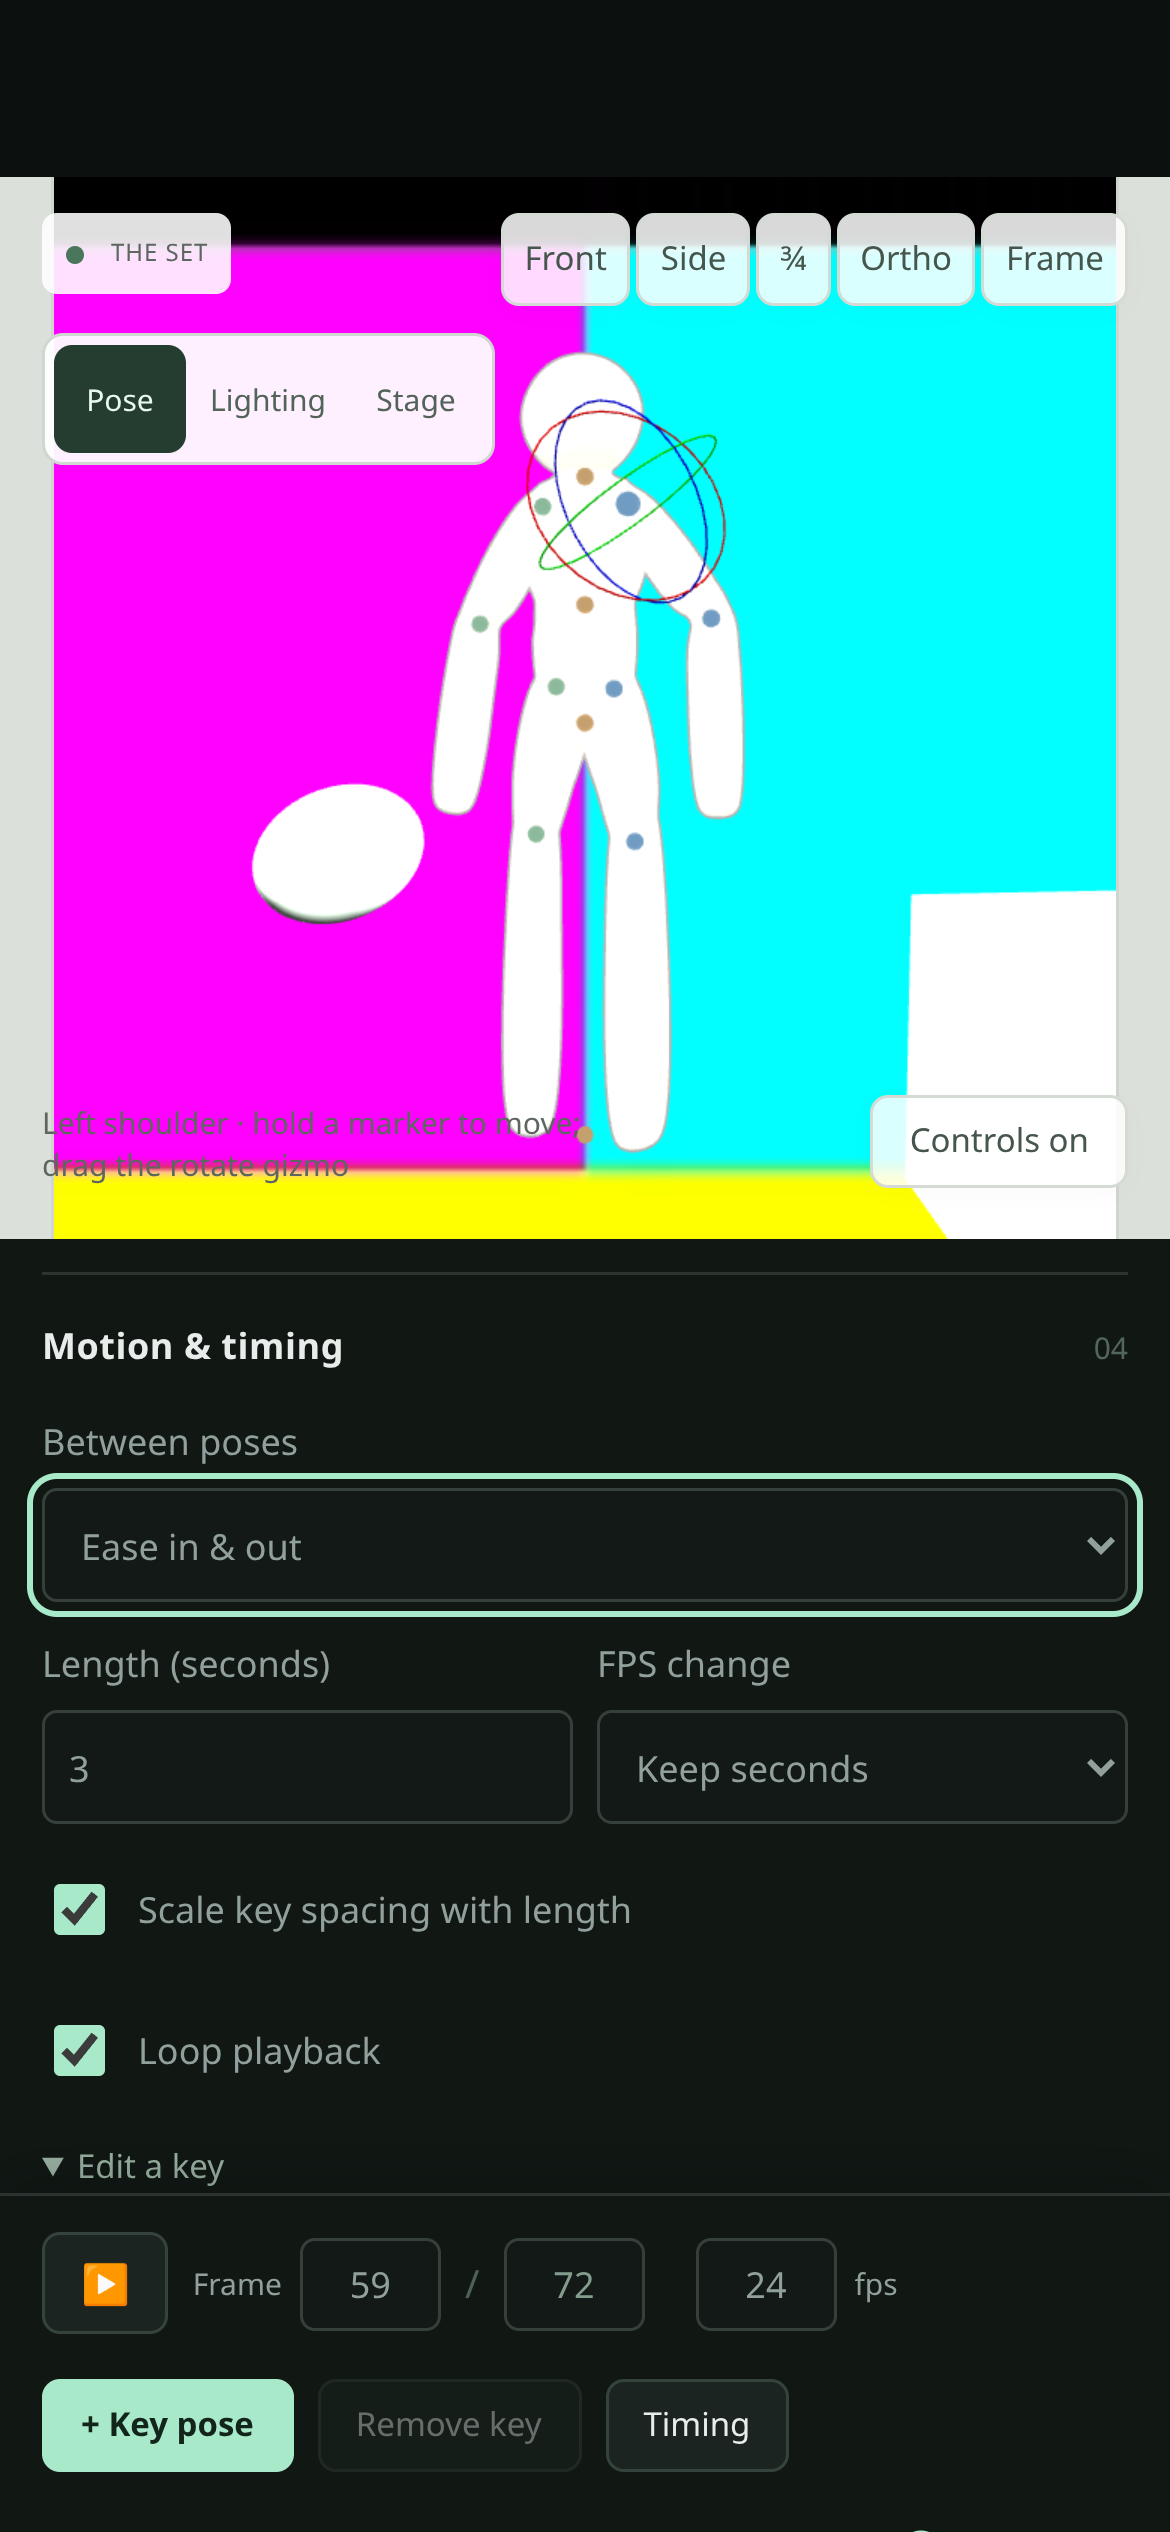 THE SET
Front
Side
¾
Ortho
Frame
Pose
Lighting
Stage
Left shoulder · hold a marker to move;
drag the rotate gizmo
Controls on
Motion & timing
04
Between poses
Ease in & out
Length (seconds)
FPS change
3
Keep seconds
Scale key spacing with length
Loop playback
▼ Edit a key
Frame
59
/
72
24
fps
+ Key pose
Remove key
Timing